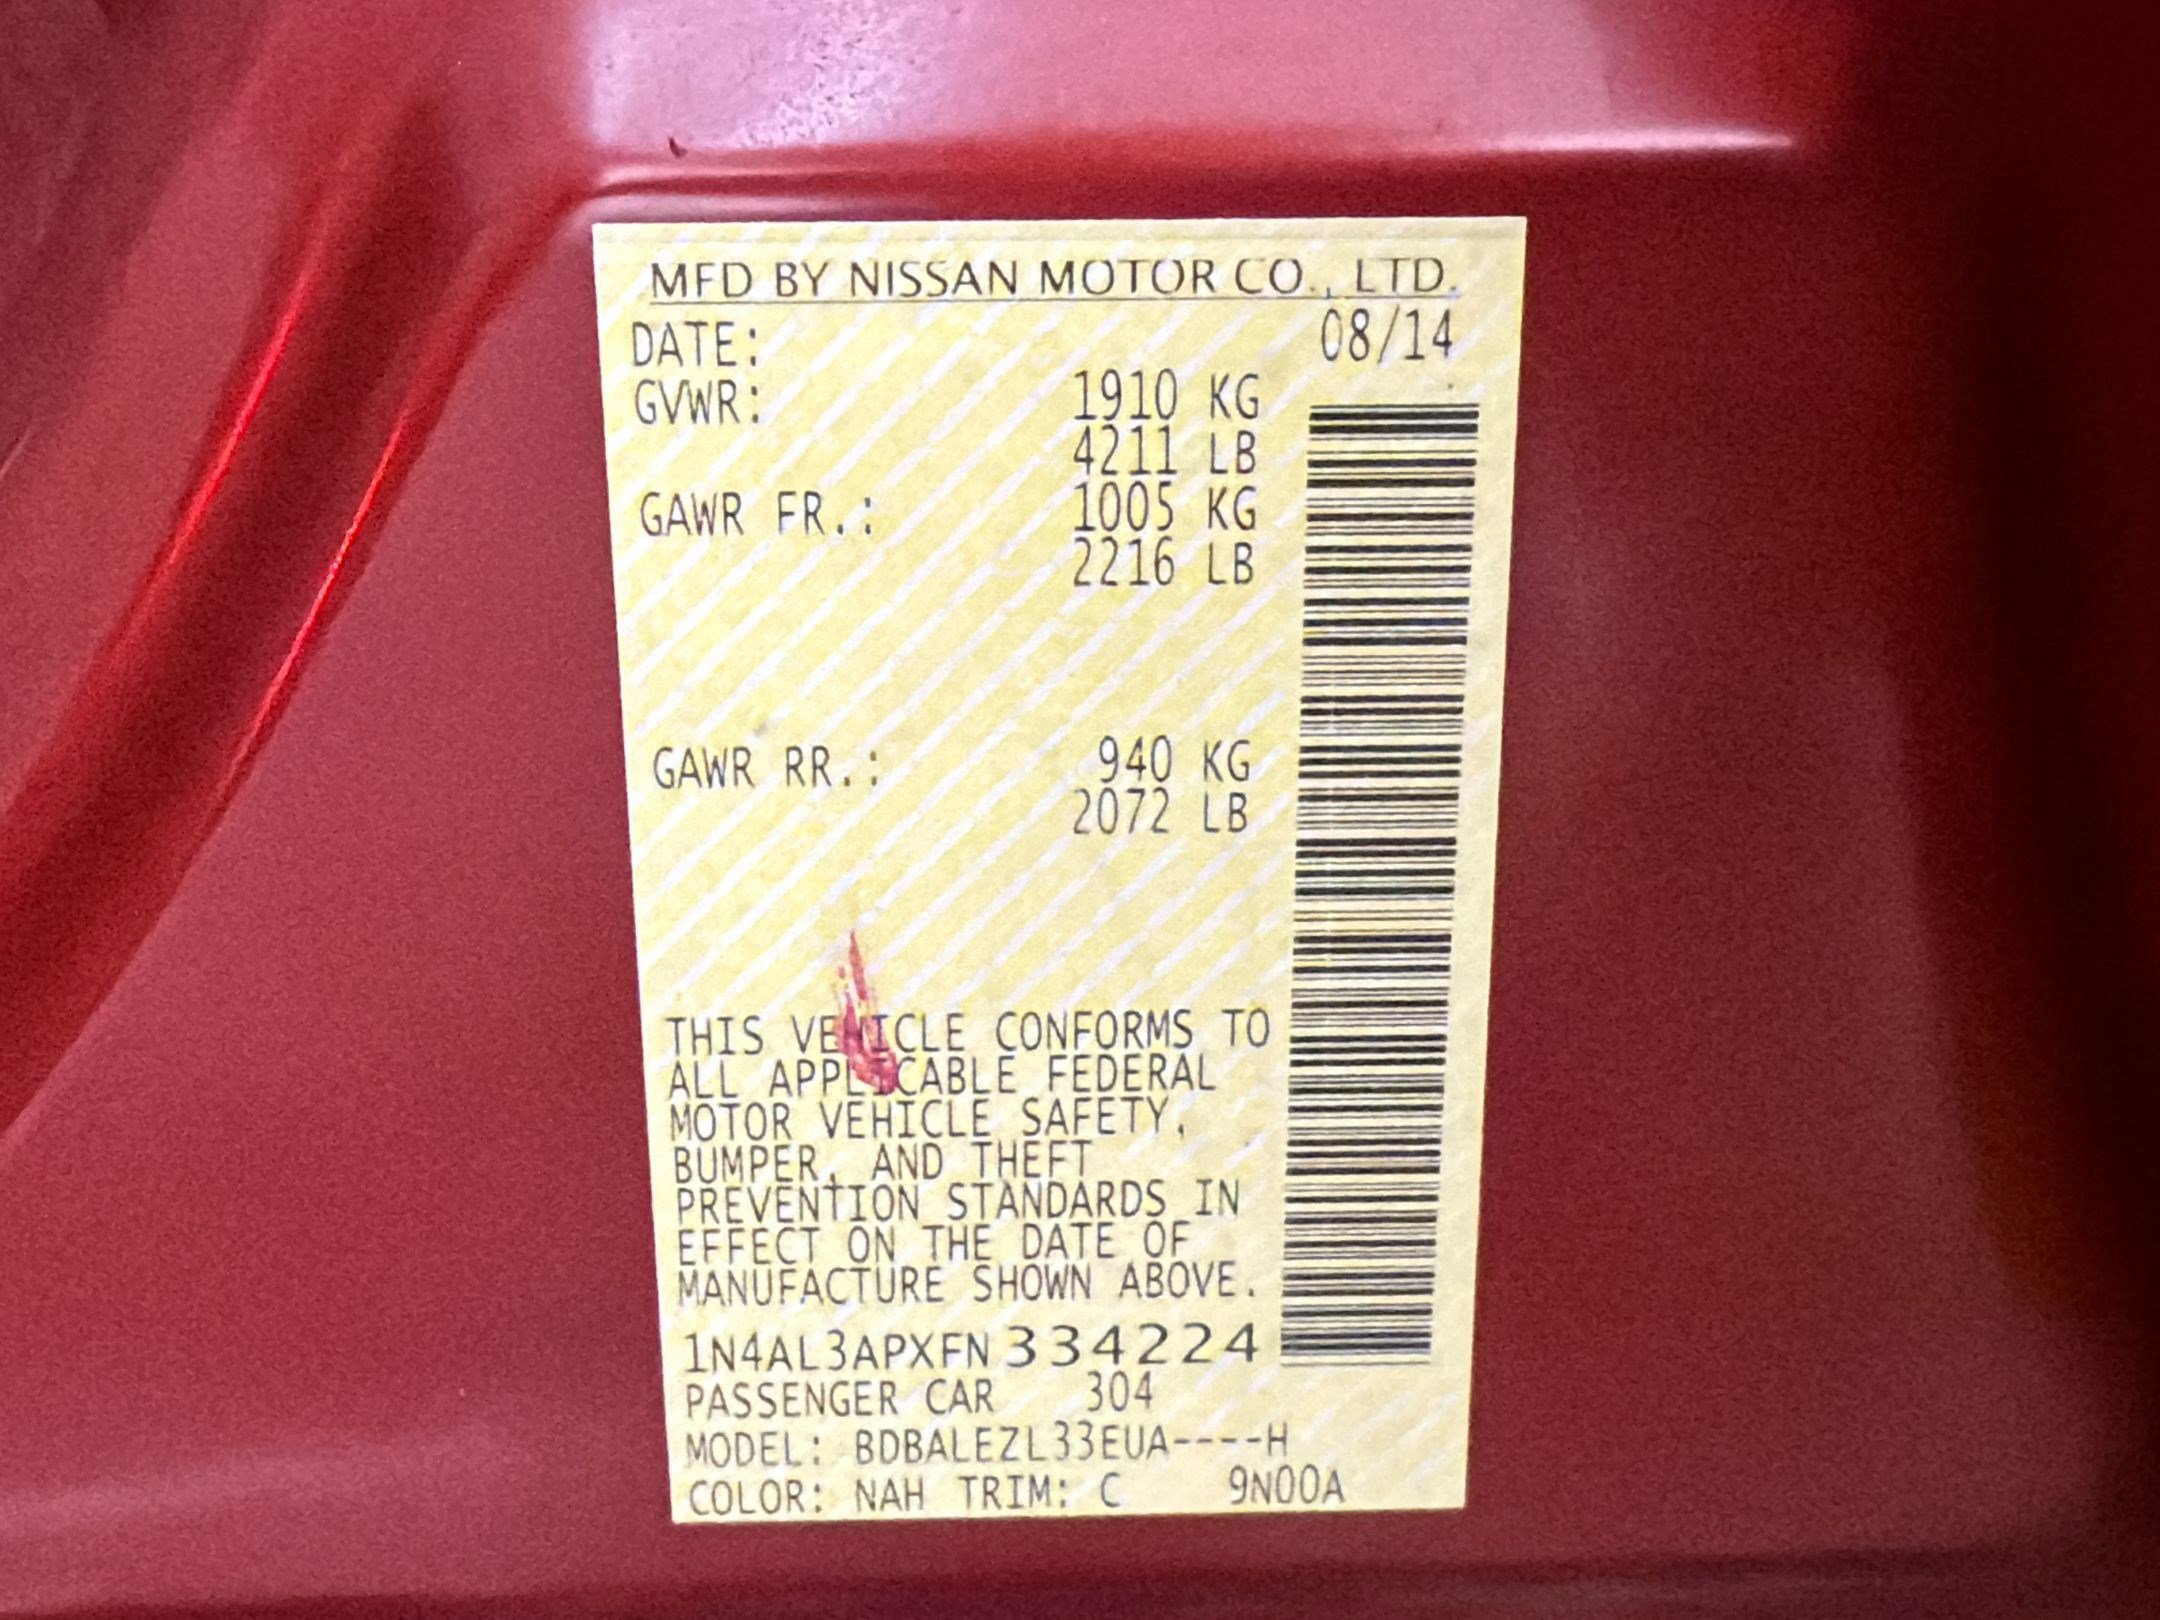 MFD BY NISSAN MOTOR CO., LTD.
DATE: 08/14
GVWR: 1910 KG
4211 LB
GAWR FR.: 1005 KG
2216 LB
GAWR RR.: 940 KG
2072 LB
THIS VEHICLE CONFORMS TO
ALL APPLICABLE FEDERAL
MOTOR VEHICLE SAFETY,
BUMPER, AND THEFT
PREVENTION STANDARDS IN
EFFECT ON THE DATE OF
MANUFACTURE SHOWN ABOVE.
1N4AL3APXFN334224
PASSENGER CAR 304
MODEL: BDBALEZL33EUA----H
COLOR: NAH TRIM: C 9N00A